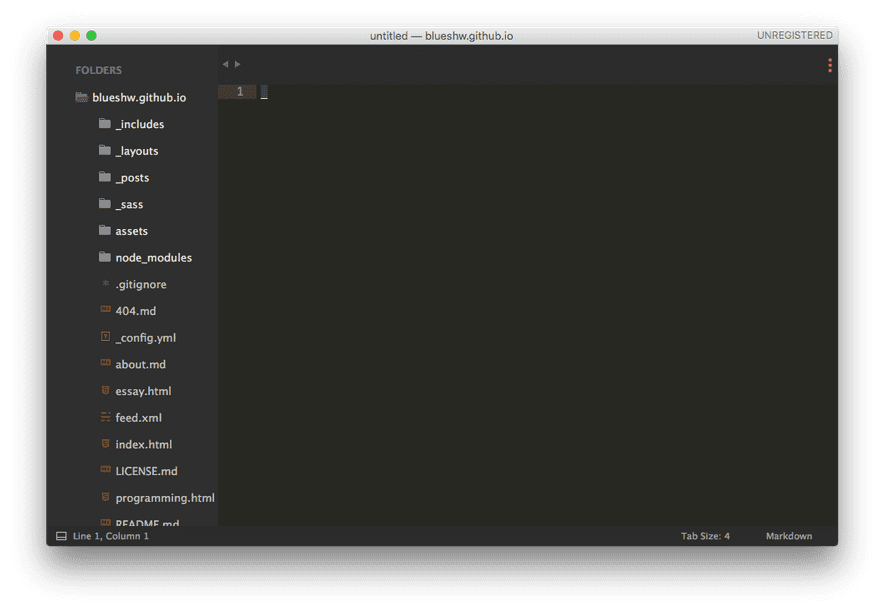 untitled — blueshw.github.io
UNREGISTERED
FOLDERS
blueshw.github.io
_includes
_layouts
_posts
_sass
assets
node_modules
.gitignore
404.md
_config.yml
about.md
essay.html
feed.xml
index.html
LICENSE.md
programming.html
README.md
1
Line 1, Column 1
Tab Size: 4
Markdown